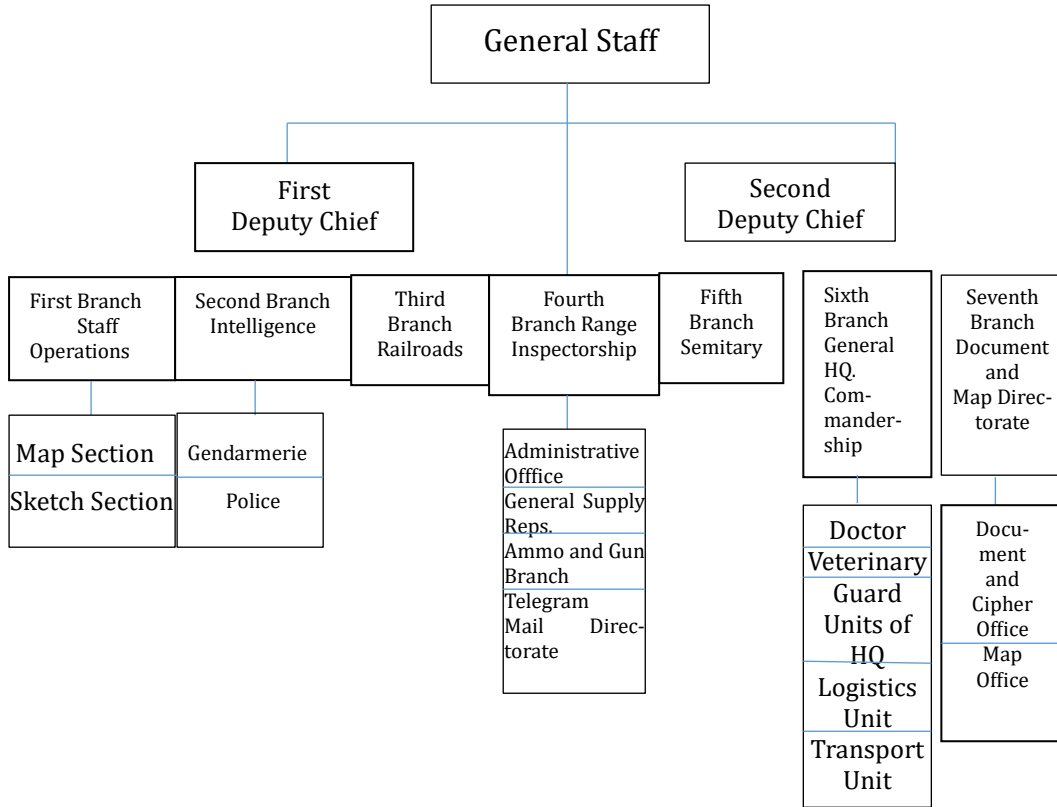 General Staff
First
Deputy Chief
Second
Deputy Chief
First Branch
Staff
Operations
Second Branch
Intelligence
Third
Branch
Railroads
Fourth
Branch Range
Inspectorship
Fifth
Branch
Semitary
Sixth
Branch
General
HQ.
Com-
mander-
ship
Seventh
Branch
Document
and
Map Direc-
torate
Map Section
Sketch Section
Gendarmerie
Police
Administrative
Offfice
General Supply
Reps.
Ammo and Gun
Branch
Telegram
Mail Direc-
torate
Doctor
Veterinary
Guard
Units of
HQ
Logistics
Unit
Transport
Unit
Docu-
ment
and
Cipher
Office
Map
Office